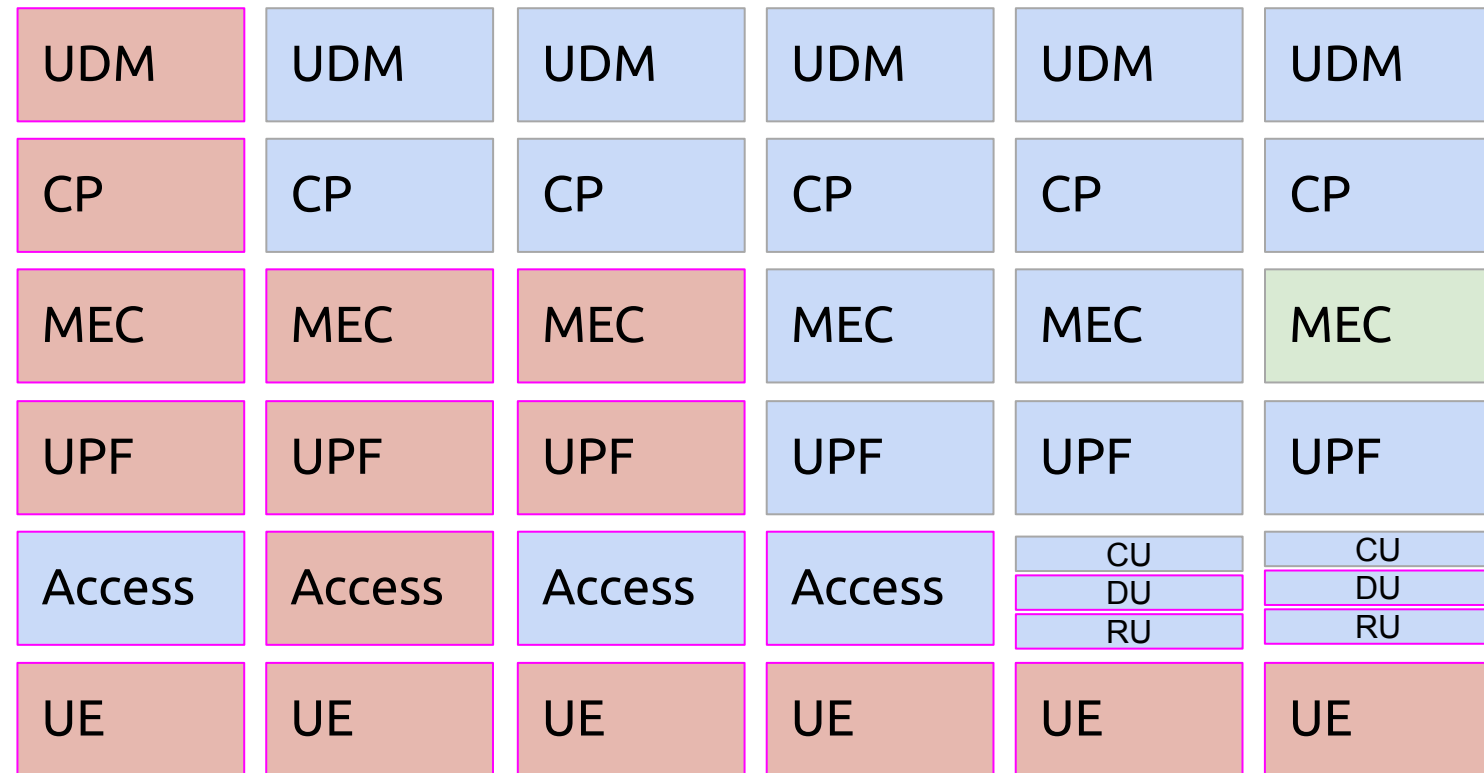 UDM UDM UDM UDM UDM UDM
CP CP CP CP CP CP
MEC MEC MEC MEC MEC MEC
UPF UPF UPF UPF UPF UPF
Access Access Access Access
CU CU
DU DU
RU RU
UE UE UE UE UE UE